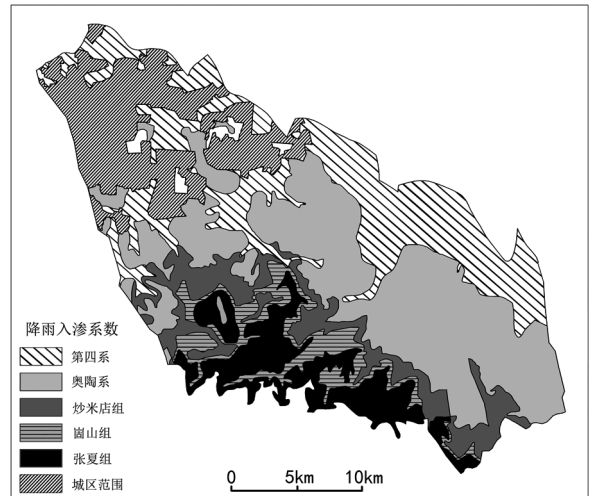 降雨入渗系数
第四系
奥陶系
炒米店组
崮山组
张夏组
城区范围
0 5km 10km